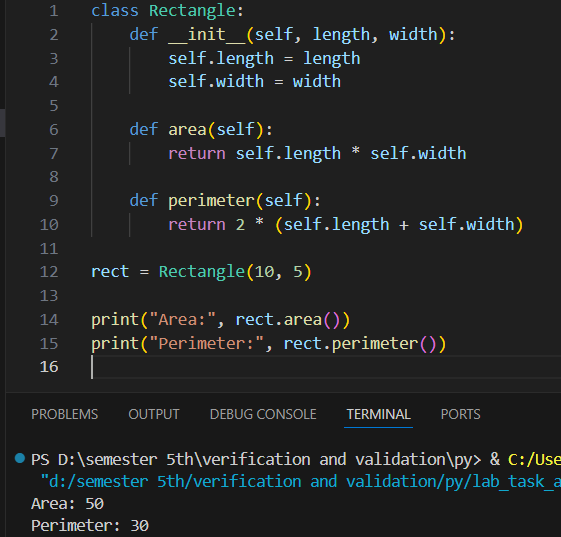 1 class Rectangle:
2     def __init__(self, length, width):
3         self.length = length
4         self.width = width
5
6     def area(self):
7         return self.length * self.width
8
9     def perimeter(self):
10         return 2 * (self.length + self.width)
11
12 rect = Rectangle(10, 5)
13
14 print("Area:", rect.area())
15 print("Perimeter:", rect.perimeter())
16
PROBLEMS OUTPUT DEBUG CONSOLE TERMINAL PORTS
PS D:\semester 5th\verification and validation\py> & C:/Use
"d:/semester 5th/verification and validation/py/lab_task_a
Area: 50
Perimeter: 30